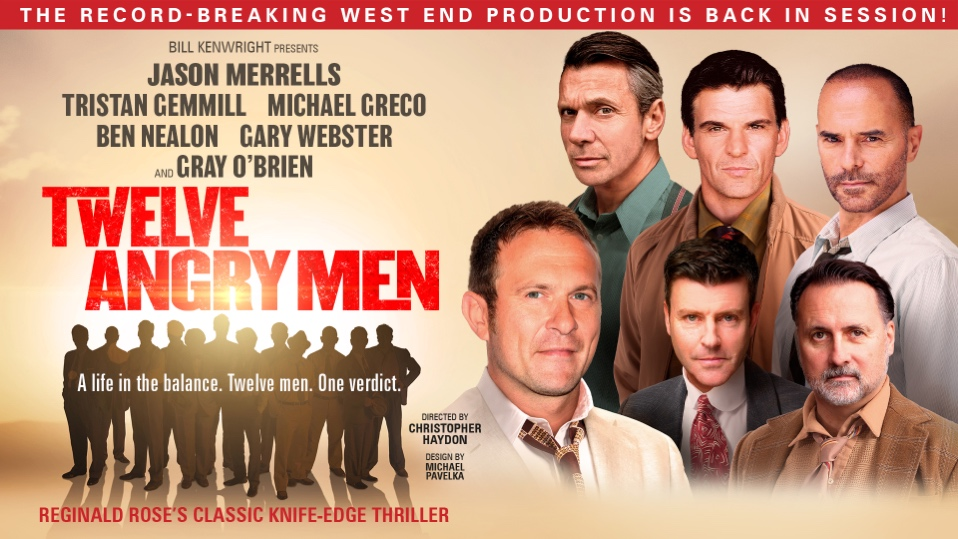 THE RECORD-BREAKING WEST END PRODUCTION IS BACK IN SESSION!
BILL KENWRIGHT PRESENTS
JASON MERRELLS
TRISTAN GEMMILL MICHAEL GRECO
BEN NEALON GARY WEBSTER
AND GRAY O'BRIEN
TWELVE
ANGRY MEN
A life in the balance. Twelve men. One verdict.
DIRECTED BY
CHRISTOPHER
HAYDON
DESIGN BY
MICHAEL
PAVELKA
REGINALD ROSE'S CLASSIC KNIFE-EDGE THRILLER